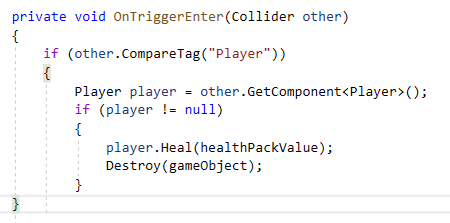 private void OnTriggerEnter(Collider other)
{
    if (other.CompareTag("Player"))
    {
        Player player = other.GetComponent<Player>();
        if (player != null)
        {
            player.Heal(healthPackValue);
            Destroy(gameObject);
        }
}